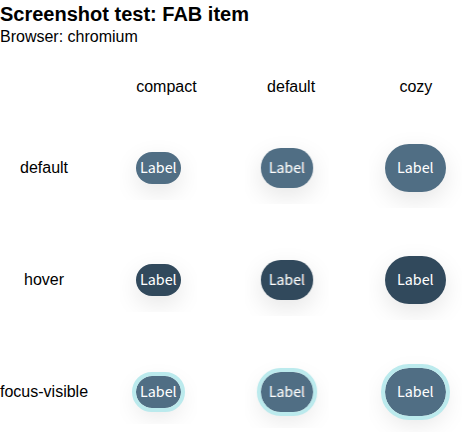 Screenshot test: FAB item
Browser: chromium
compact default cozy
default Label Label Label
hover Label Label Label
focus-visible Label Label Label